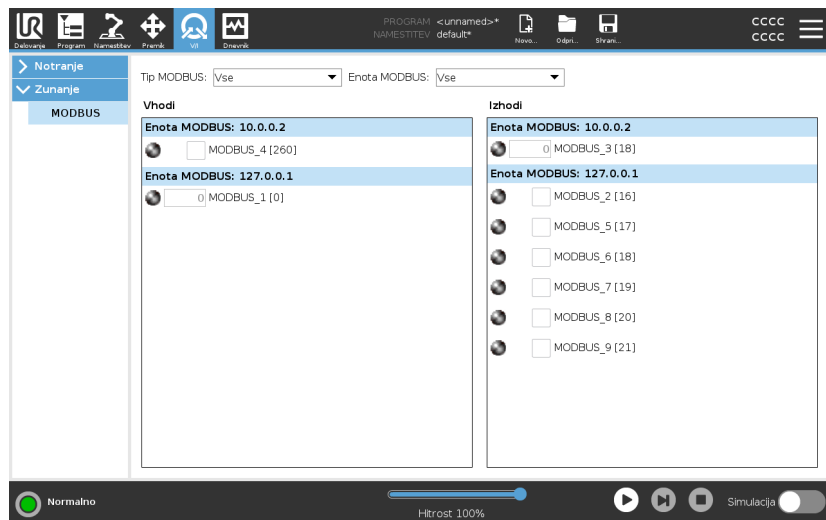 UR
PROGRAM <unnamed>*
NAMESTITEV default*
Delovanje Program Namestitev Premik V/I Dnevnik
Novo... Odpri... Shrani...
cccc
cccc
Notranje
Zunanje
MODBUS
Tip MODBUS: Vse Enota MODBUS: Vse
Vhodi
Enota MODBUS: 10.0.0.2
MODBUS_4 [260]
Enota MODBUS: 127.0.0.1
0 MODBUS_1 [0]
Izhodi
Enota MODBUS: 10.0.0.2
0 MODBUS_3 [18]
Enota MODBUS: 127.0.0.1
MODBUS_2 [16]
MODBUS_5 [17]
MODBUS_6 [18]
MODBUS_7 [19]
MODBUS_8 [20]
MODBUS_9 [21]
Normalno
Hitrost 100%
Simulacija